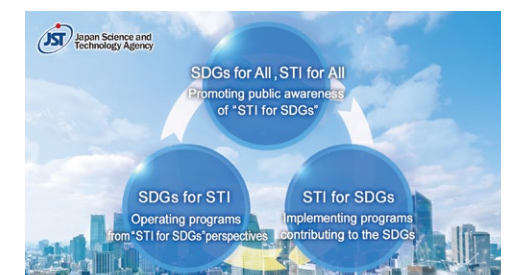 JST
Japan Science and
Technology Agency
SDGs for All , STI for All
Promoting public awareness
of "STI for SDGs"
SDGs for STI
Operating programs
from "STI for SDGs" perspectives
STI for SDGs
Implementing programs
contributing to the SDGs